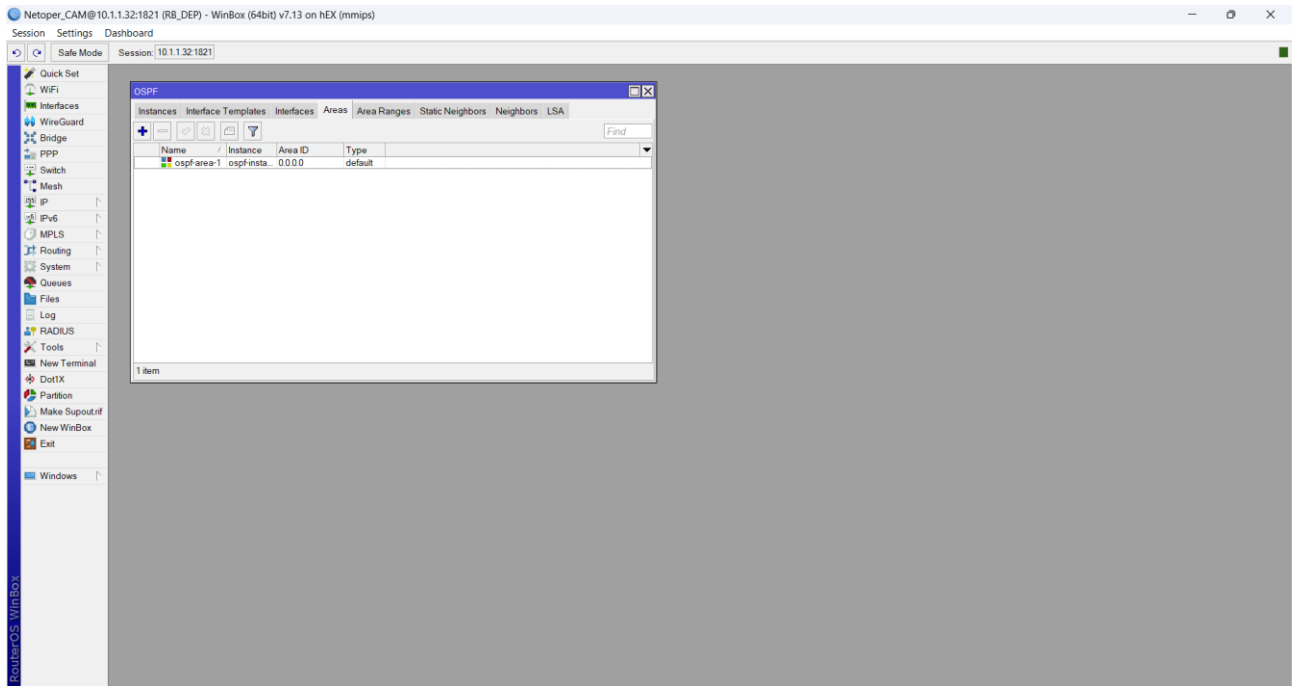 Netoper_CAM@10.1.1.32:1821 (RB_DEP) - WinBox (64bit) v7.13 on hEX (mmips)
Session Settings Dashboard
Safe Mode Session: 10.1.1.32:1821
Quick Set
WiFi
Interfaces
WireGuard
Bridge
PPP
Switch
Mesh
IP
IPv6
MPLS
Routing
System
Queues
Files
Log
RADIUS
Tools
New Terminal
Dot1X
Partition
Make Supout.rif
New WinBox
Exit
Windows
RouterOS WinBox
OSPF
Instances Interface Templates Interfaces Areas Area Ranges Static Neighbors Neighbors LSA
Find
Name / Instance Area ID Type
ospf-area-1 ospf-insta... 0.0.0.0 default
1 item